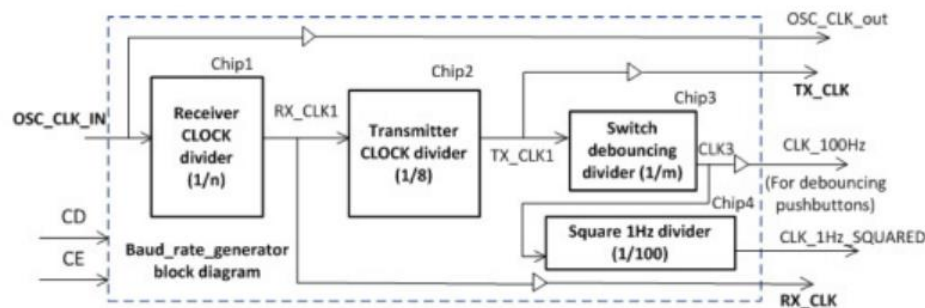 OSC_CLK_out
Chip1
Chip2
TX_CLK
Chip3
OSC_CLK_IN
Receiver
CLOCK
divider
(1/n)
RX_CLK1
Transmitter
CLOCK divider
(1/8)
TX_CLK1
Switch
debouncing
divider (1/m)
CLK3
CLK_100Hz
(For debouncing
pushbuttons)
Chip4
CD
CE
Baud_rate_generator
block diagram
Square 1Hz divider
(1/100)
CLK_1Hz_SQUARED
RX_CLK